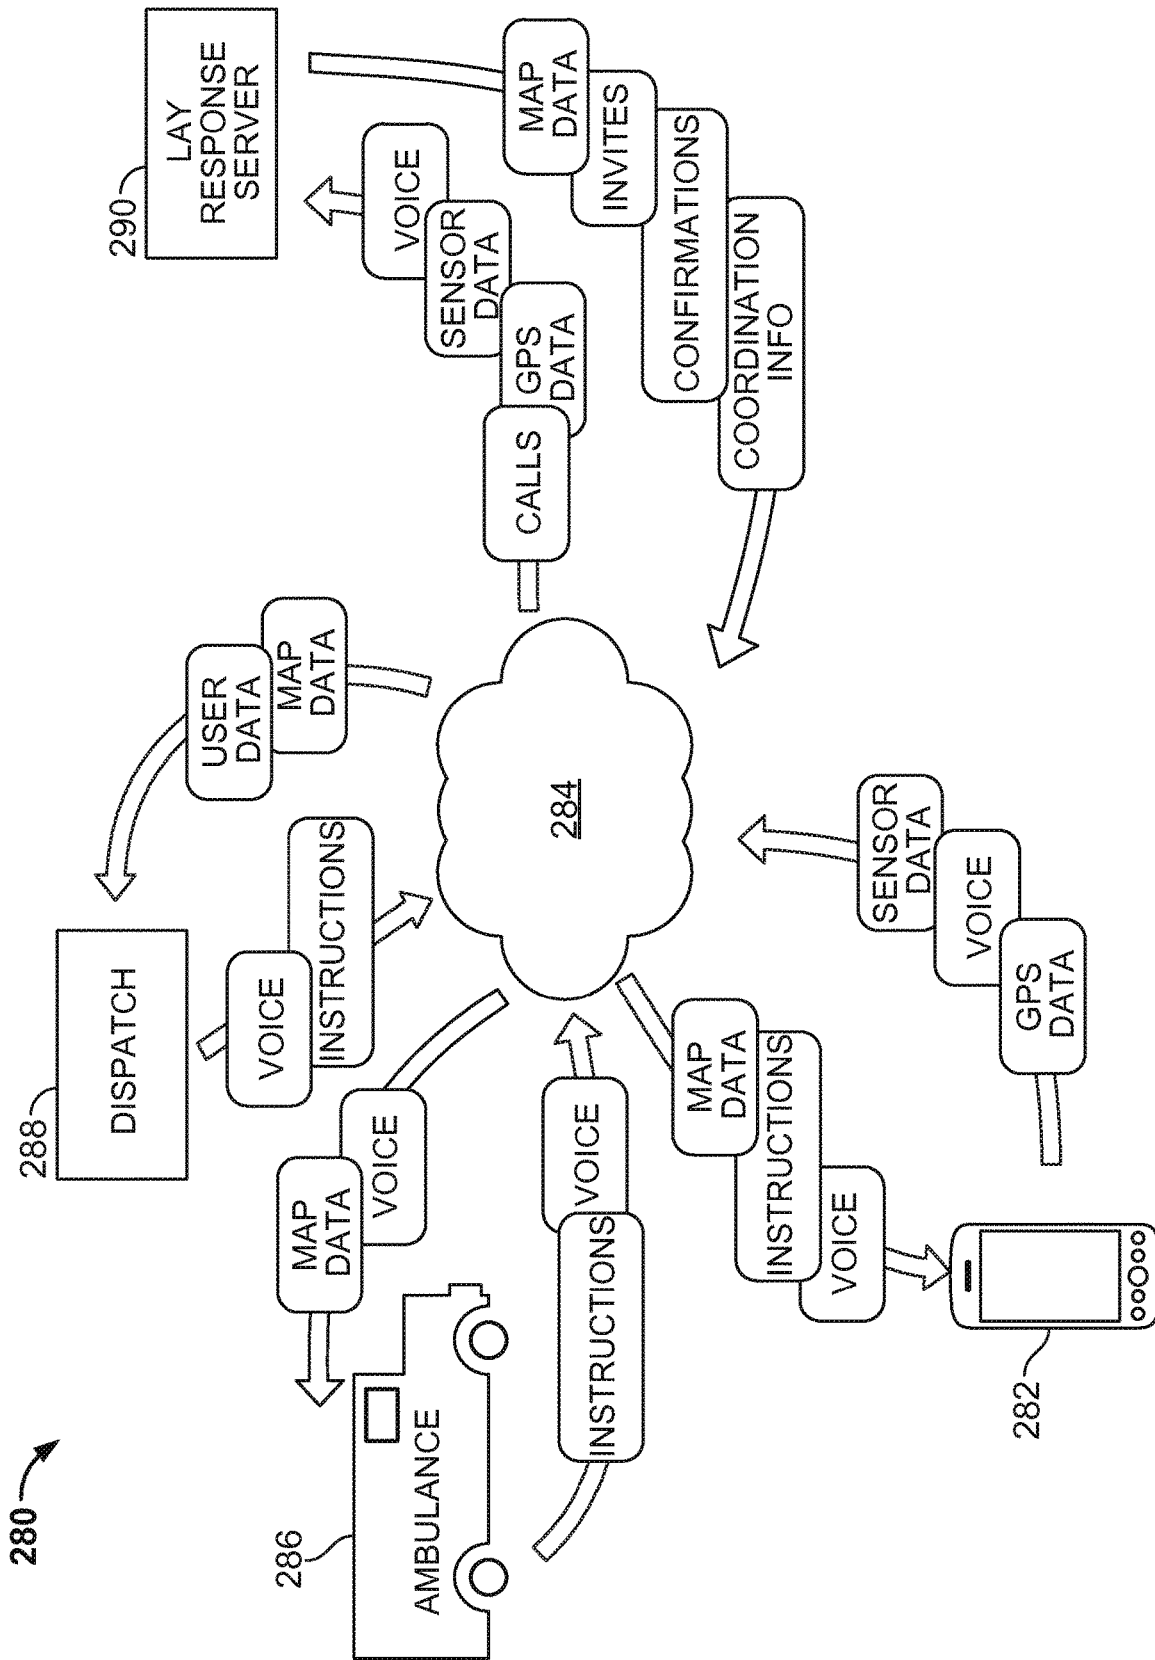 280
286
AMBULANCE
MAP
DATA
VOICE
288
DISPATCH
VOICE
INSTRUCTIONS
USER
DATA
MAP
DATA
290
LAY
RESPONSE
SERVER
VOICE
SENSOR
DATA
GPS
DATA
CALLS
MAP
DATA
INVITES
CONFIRMATIONS
COORDINATION
INFO
284
VOICE
INSTRUCTIONS
MAP
DATA
INSTRUCTIONS
VOICE
SENSOR
DATA
VOICE
GPS
DATA
282